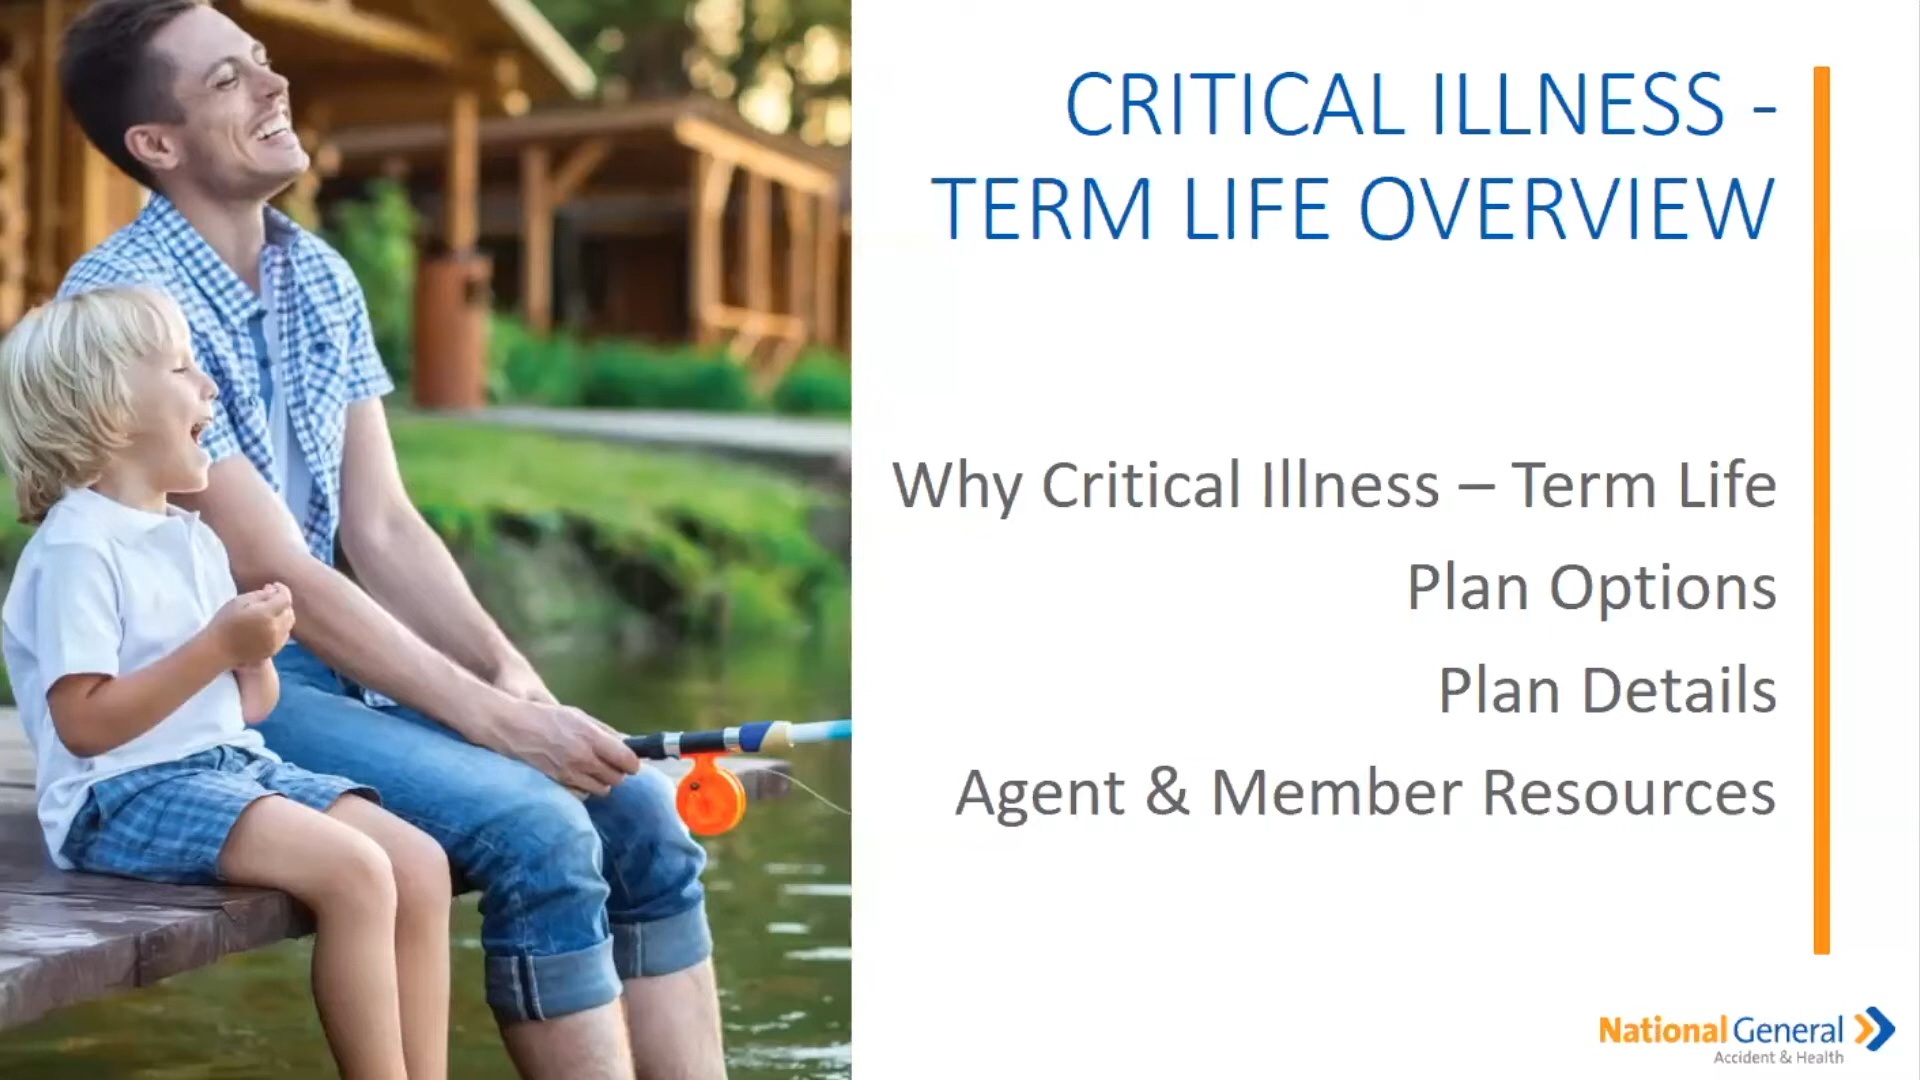 CRITICAL ILLNESS -
TERM LIFE OVERVIEW
Why Critical Illness – Term Life
Plan Options
Plan Details
Agent & Member Resources
National General
Accident & Health